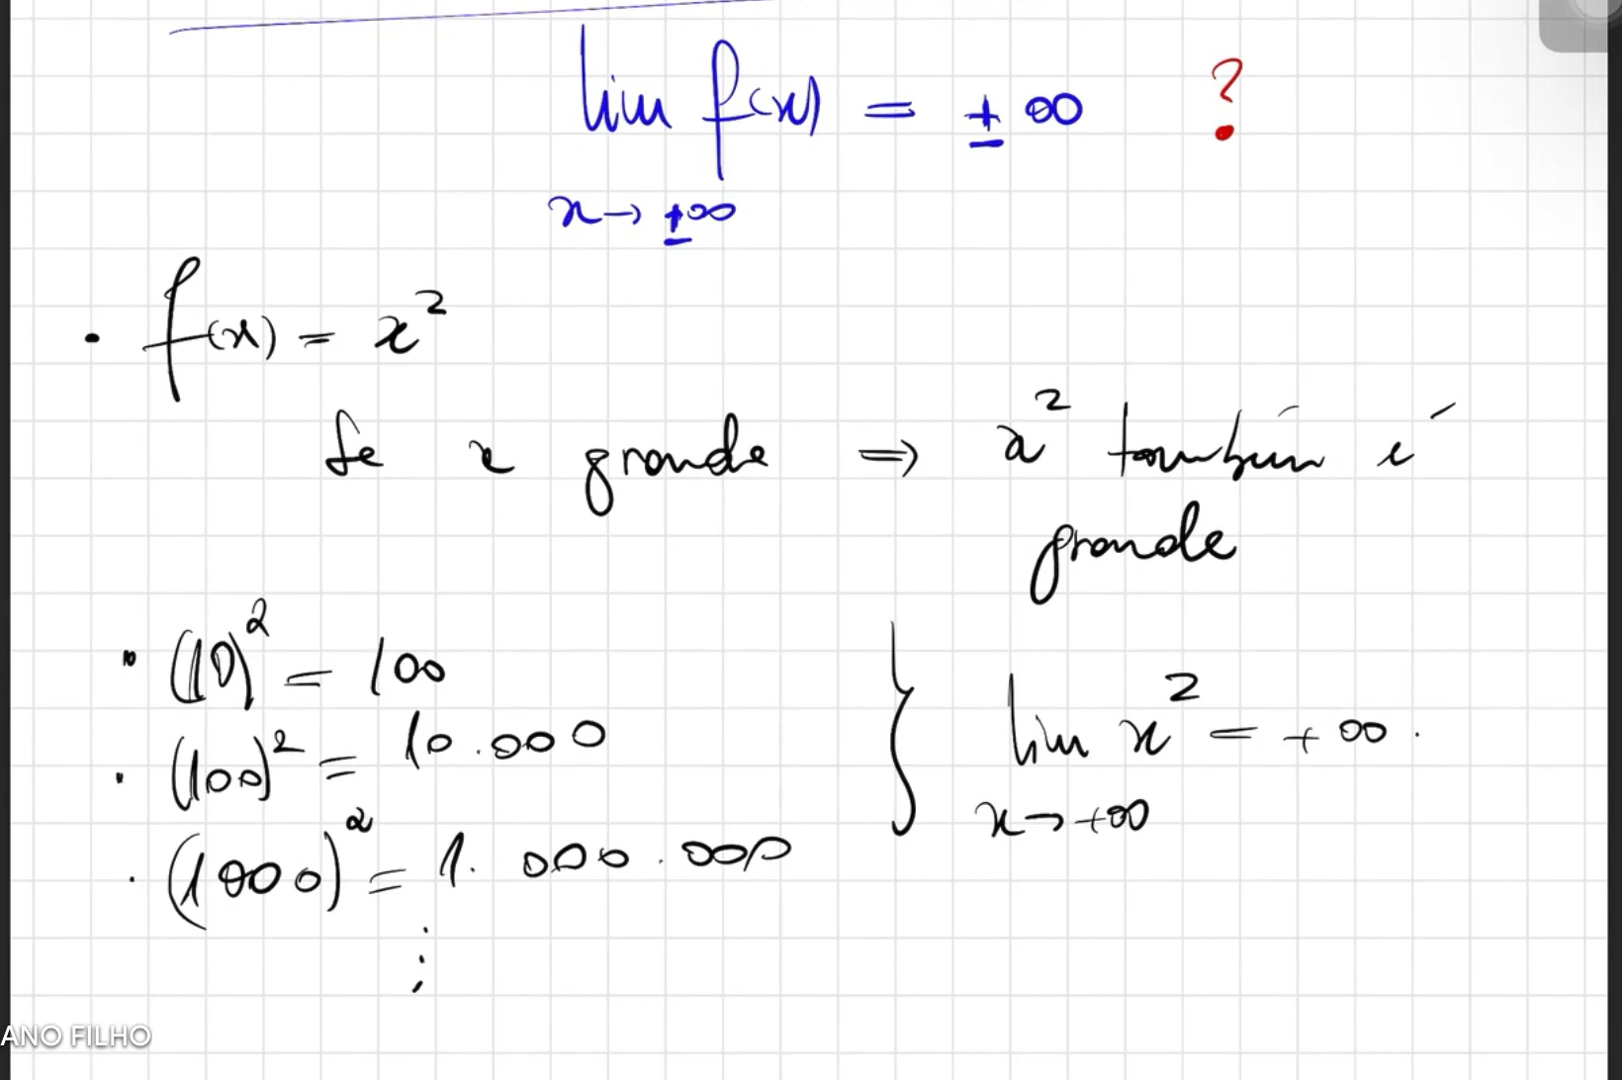 lim f(x) = ± ∞ ?
x → ±∞
• f(x) = x²
Se x grande ⇒ x² também é
grande
• (10)² = 100
• (100)² = 10.000
• (1000)² = 1.000.000
⋮
} lim x² = +∞.
x → +∞
ANO FILHO